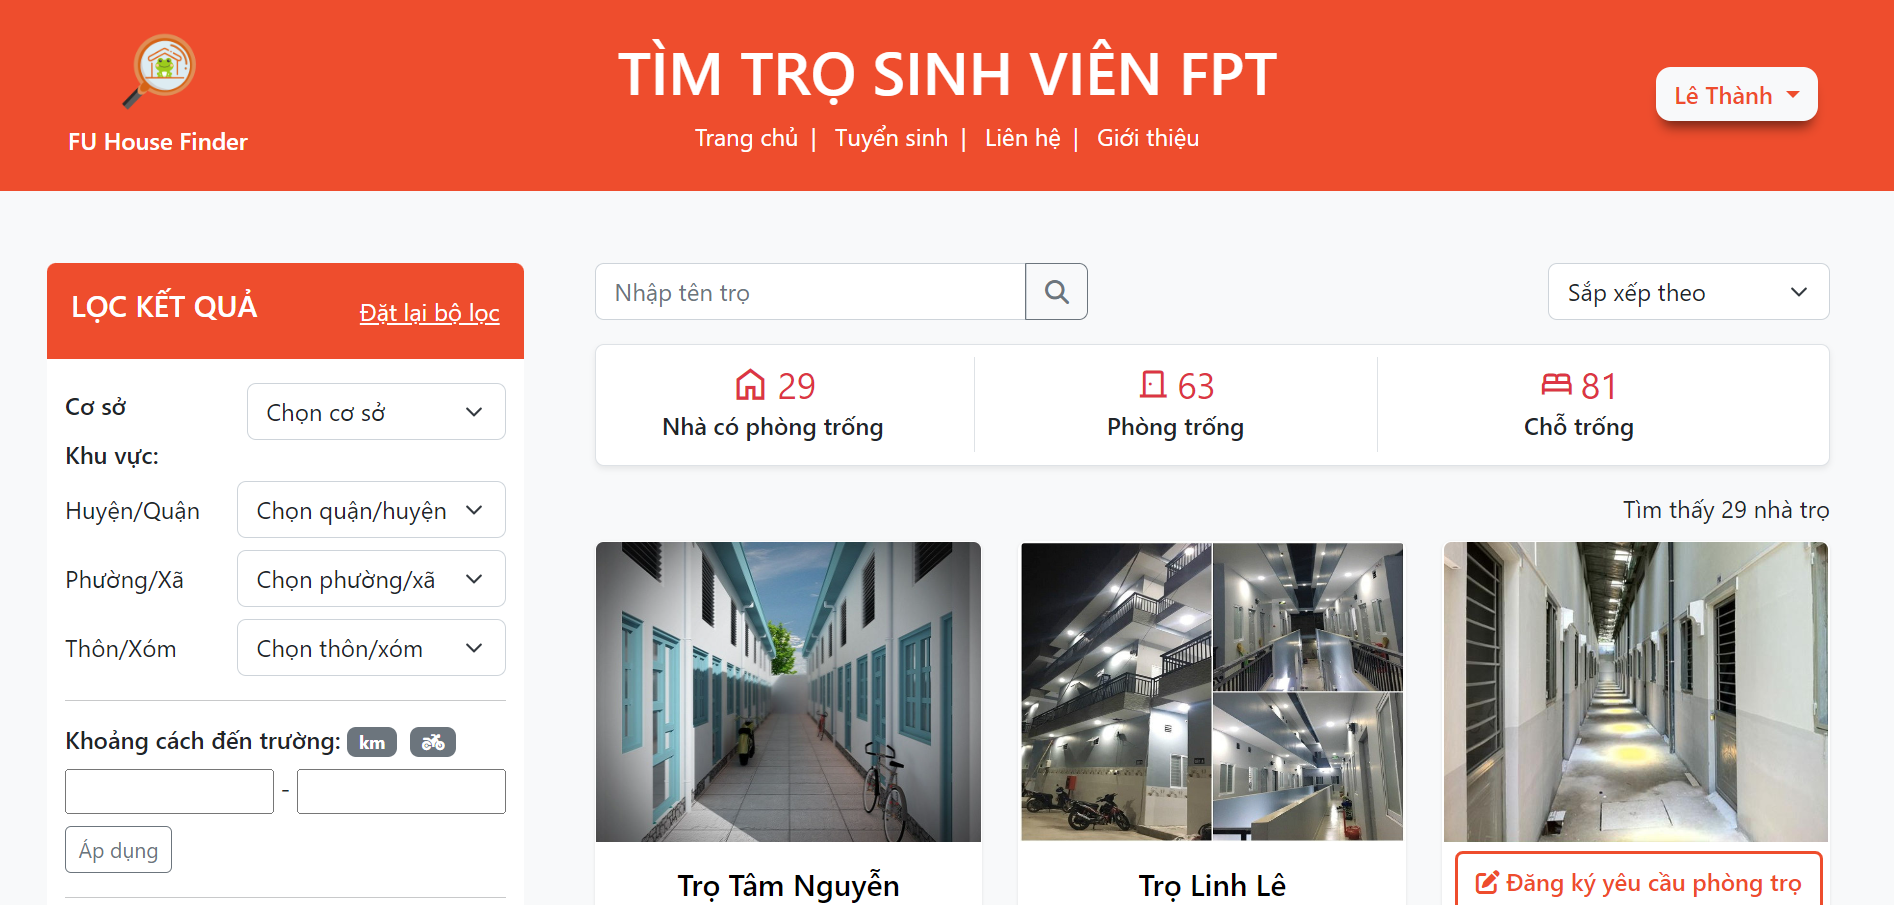 FU House Finder
TÌM TRỌ SINH VIÊN FPT
Trang chủ | Tuyển sinh | Liên hệ | Giới thiệu
Lê Thành
LỌC KẾT QUẢ
Đặt lại bộ lọc
Cơ sở
Chọn cơ sở
Khu vực:
Huyện/Quận
Chọn quận/huyện
Phường/Xã
Chọn phường/xã
Thôn/Xóm
Chọn thôn/xóm
Khoảng cách đến trường: km
-
Áp dụng
Nhập tên trọ
Sắp xếp theo
29
Nhà có phòng trống
63
Phòng trống
81
Chỗ trống
Tìm thấy 29 nhà trọ
Trọ Tâm Nguyễn
Trọ Linh Lê
Đăng ký yêu cầu phòng trọ